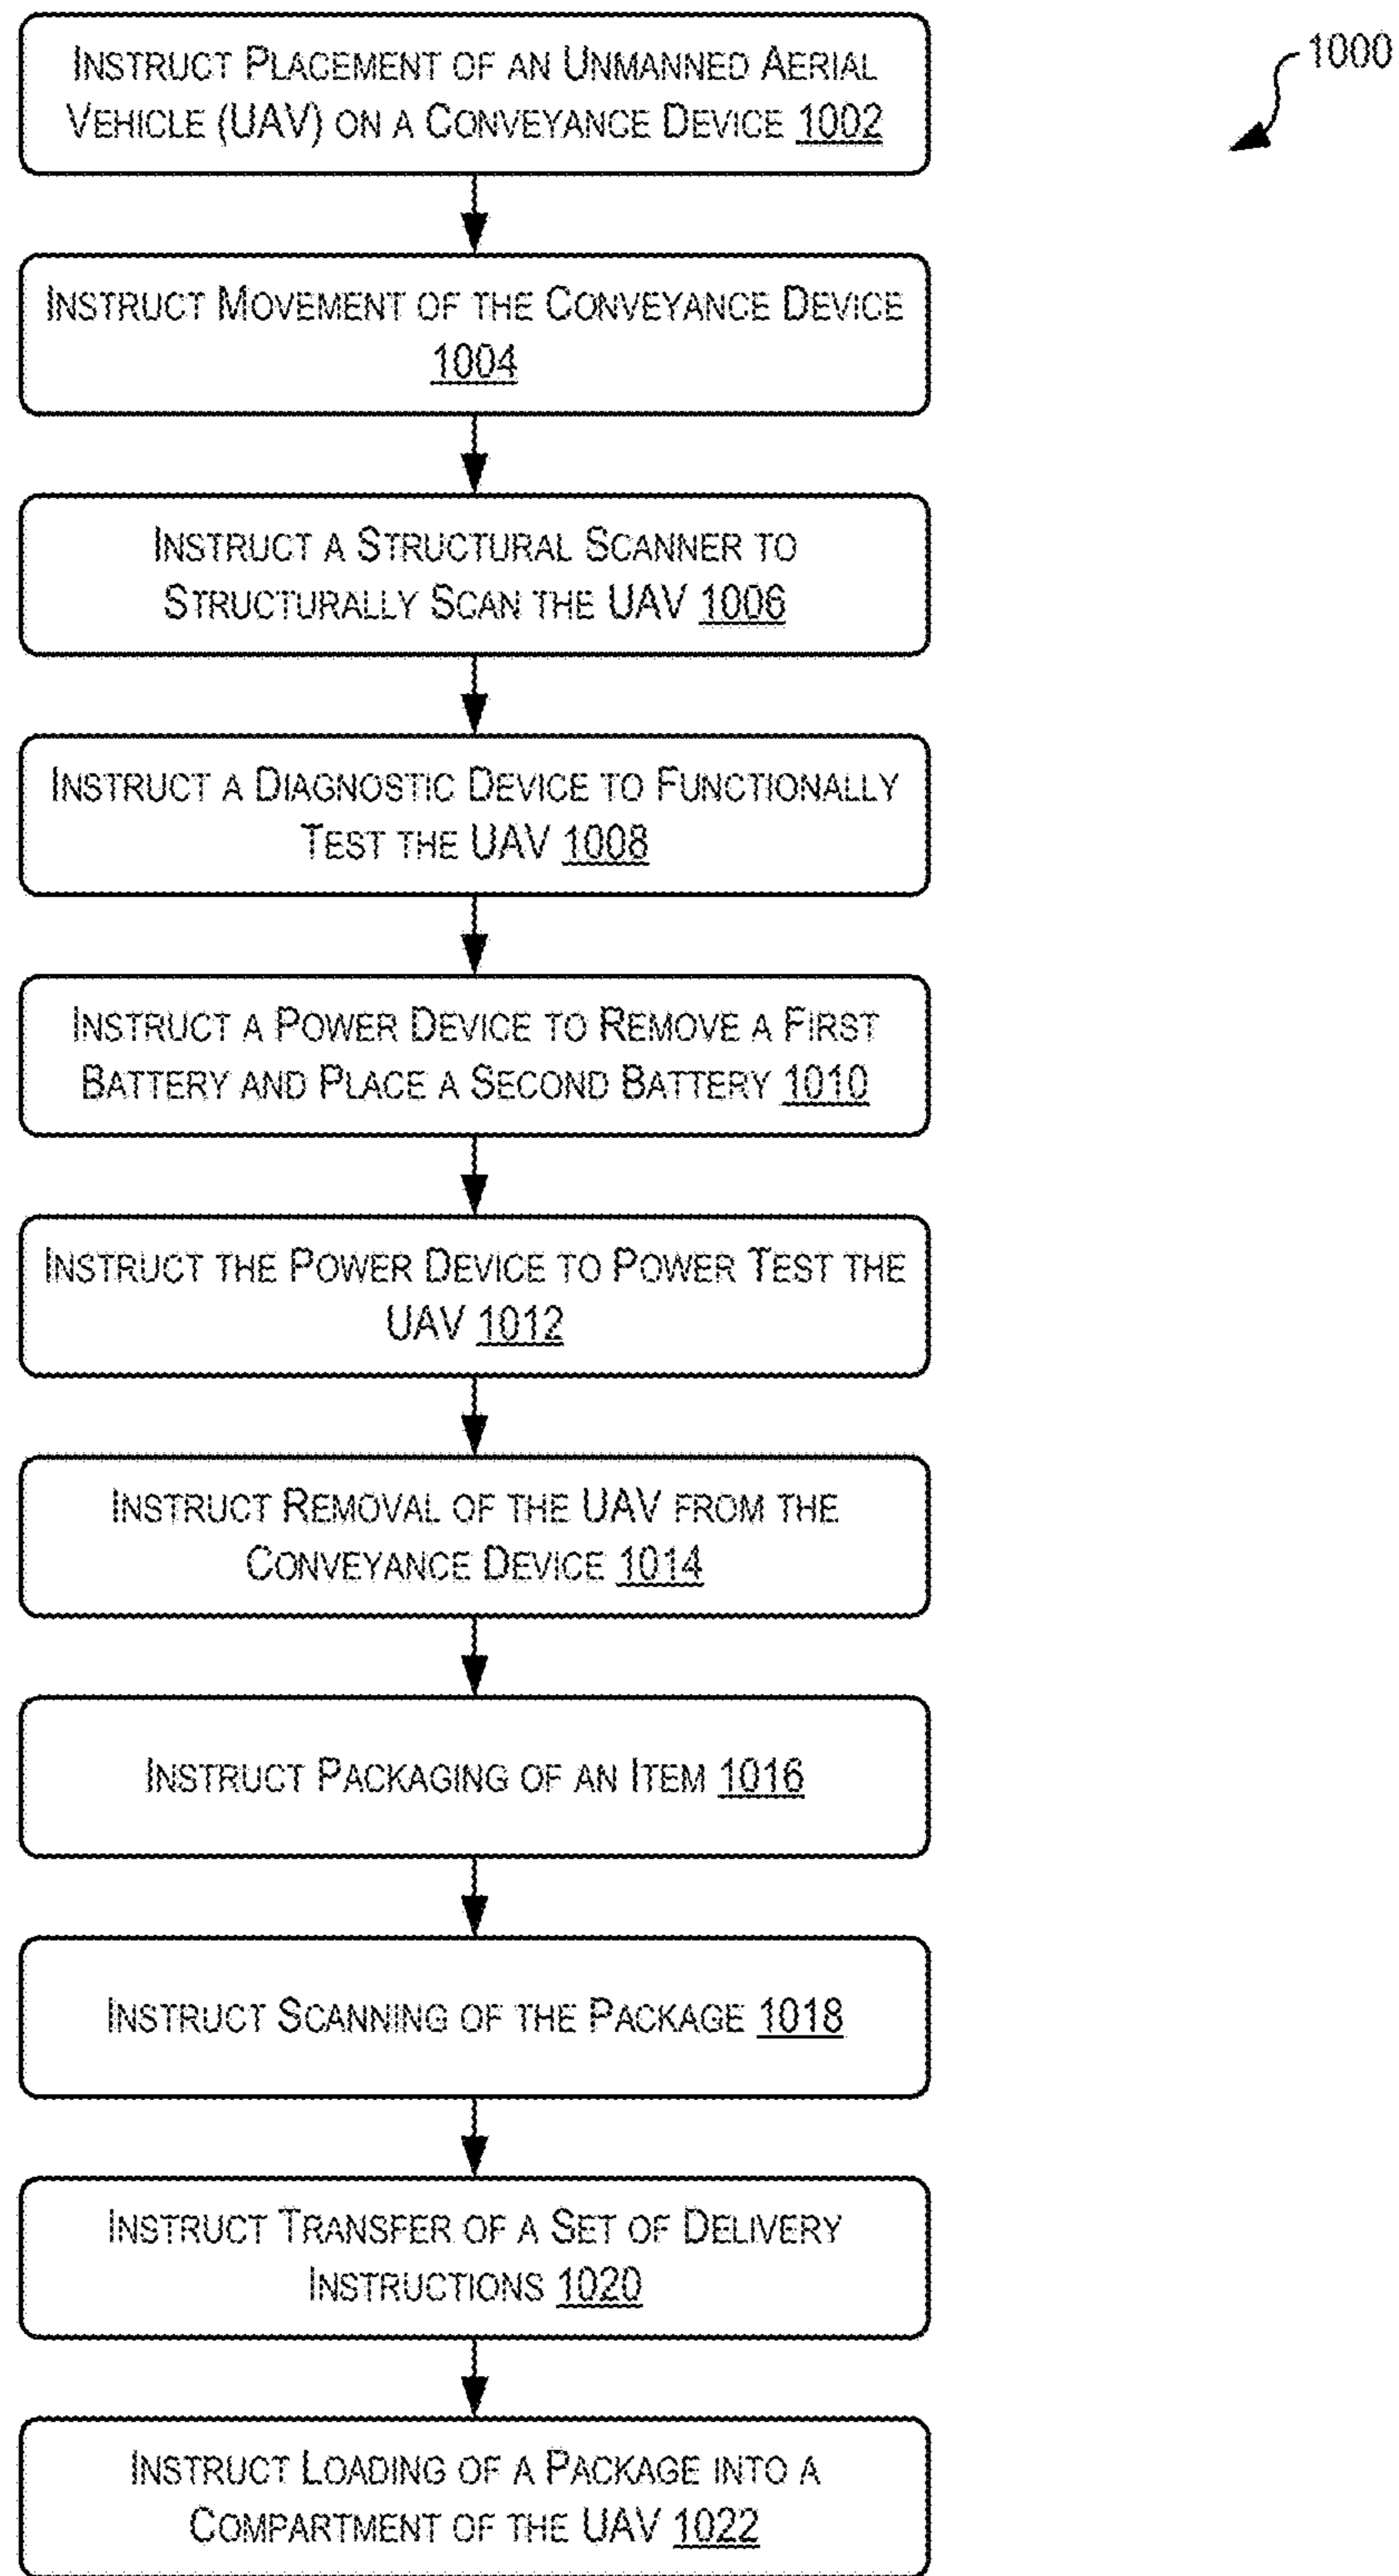 INSTRUCT PLACEMENT OF AN UNMANNED AERIAL
VEHICLE (UAV) ON A CONVEYANCE DEVICE 1002
1000
INSTRUCT MOVEMENT OF THE CONVEYANCE DEVICE
1004
INSTRUCT A STRUCTURAL SCANNER TO
STRUCTURALLY SCAN THE UAV 1006
INSTRUCT A DIAGNOSTIC DEVICE TO FUNCTIONALLY
TEST THE UAV 1008
INSTRUCT A POWER DEVICE TO REMOVE A FIRST
BATTERY AND PLACE A SECOND BATTERY 1010
INSTRUCT THE POWER DEVICE TO POWER TEST THE
UAV 1012
INSTRUCT REMOVAL OF THE UAV FROM THE
CONVEYANCE DEVICE 1014
INSTRUCT PACKAGING OF AN ITEM 1016
INSTRUCT SCANNING OF THE PACKAGE 1018
INSTRUCT TRANSFER OF A SET OF DELIVERY
INSTRUCTIONS 1020
INSTRUCT LOADING OF A PACKAGE INTO A
COMPARTMENT OF THE UAV 1022